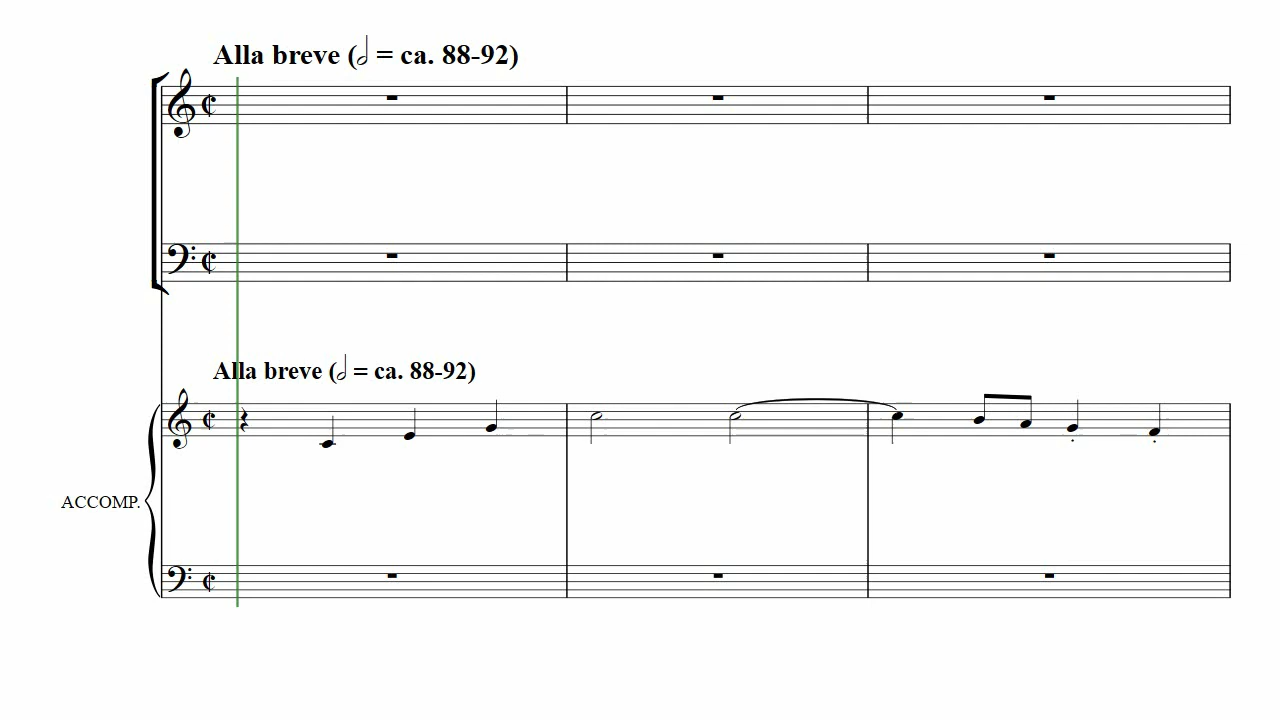 Alla breve (𝅗𝅥 = ca. 88-92)
Alla breve (𝅗𝅥 = ca. 88-92)
ACCOMP.